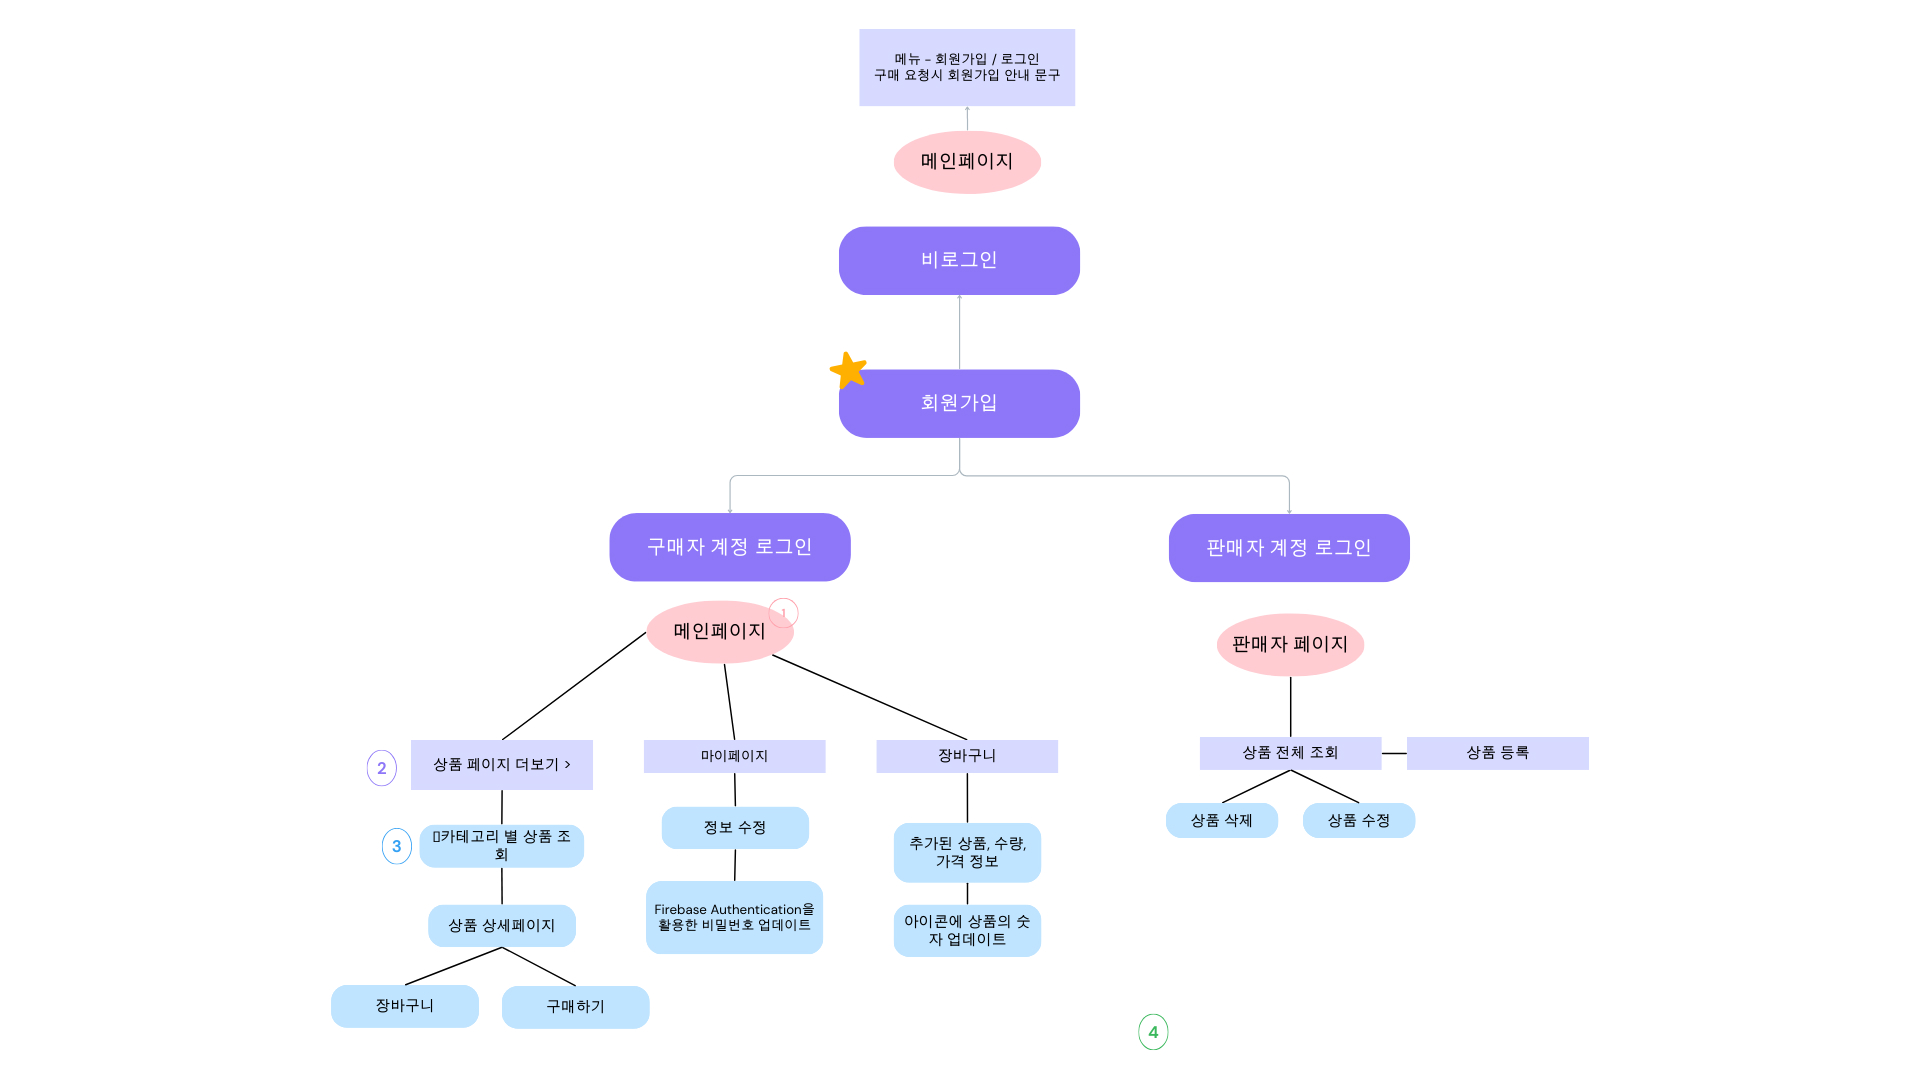 메뉴 - 회원가입 / 로그인
구매 요청시 회원가입 안내 문구
메인페이지
비로그인
회원가입
구매자 계정 로그인
판매자 계정 로그인
메인페이지
1
판매자 페이지
2
상품 페이지 더보기 >
마이페이지
장바구니
상품 전체 조회
상품 등록
3
카테고리 별 상품 조
회
정보 수정
추가된 상품, 수량,
가격 정보
상품 삭제
상품 수정
상품 상세페이지
Firebase Authentication을
활용한 비밀번호 업데이트
아이콘에 상품의 숫
자 업데이트
장바구니
구매하기
4